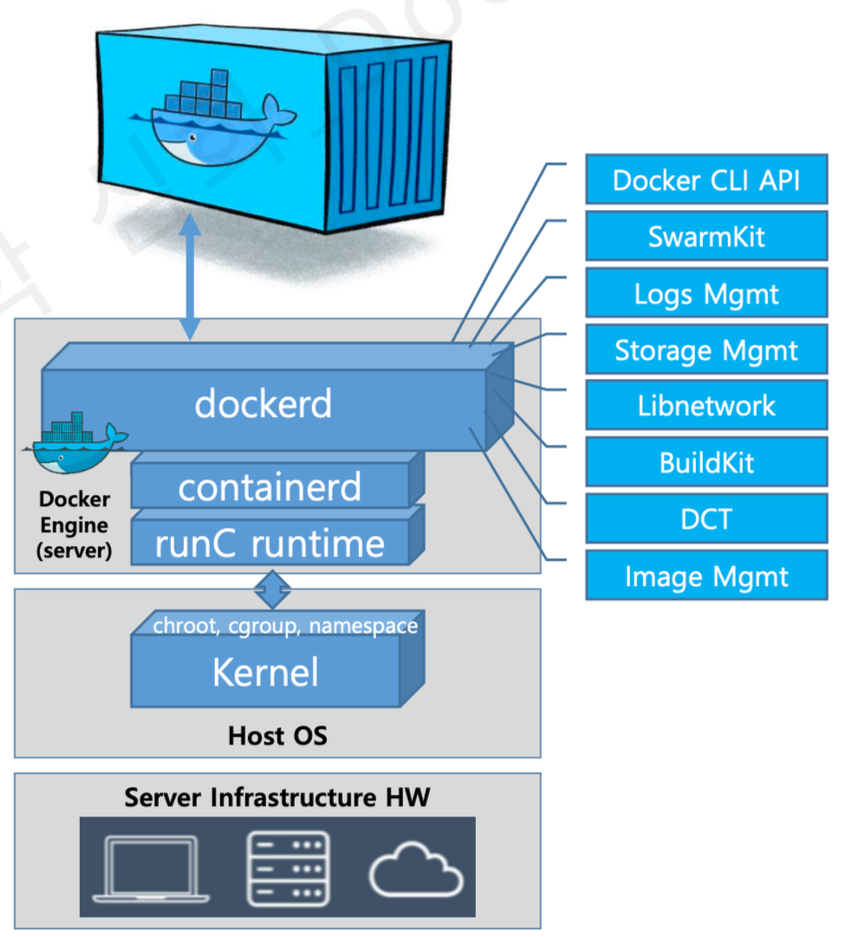 Docker CLI API
SwarmKit
Logs Mgmt
Storage Mgmt
Libnetwork
BuildKit
DCT
Image Mgmt
dockerd
containerd
runC runtime
Docker
Engine
(server)
chroot, cgroup, namespace
Kernel
Host OS
Server Infrastructure HW